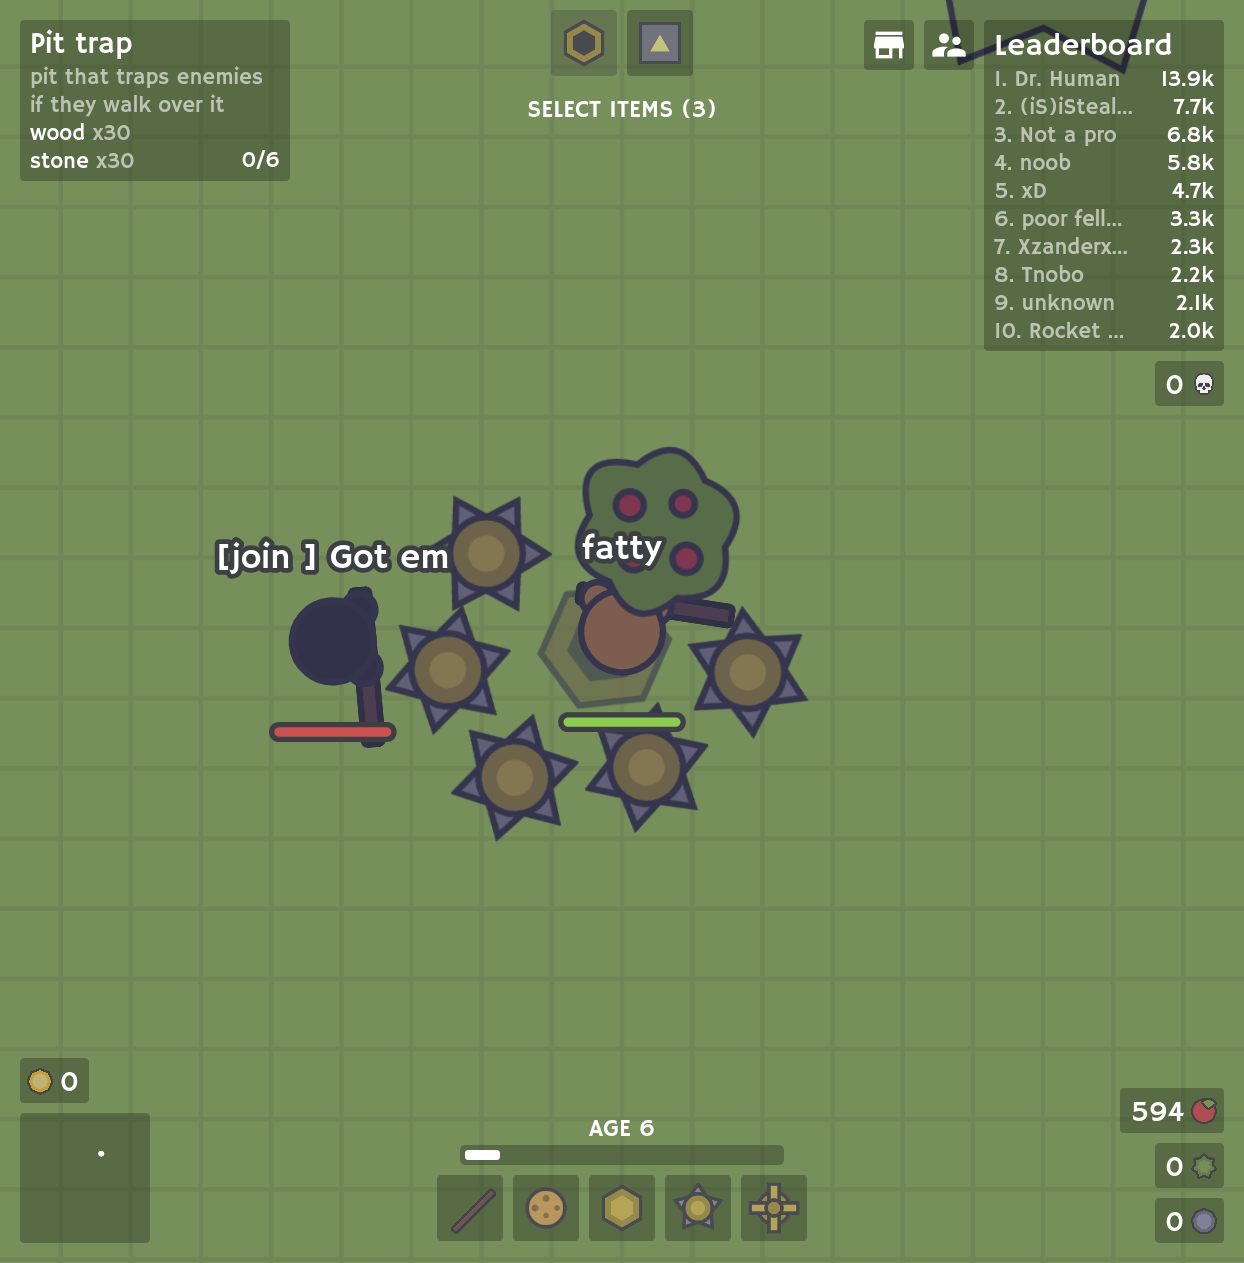 Pit trap
pit that traps enemies
if they walk over it
wood x30
stone x30 0/6
SELECT ITEMS (3)
Leaderboard
1. Dr. Human 13.9k
2. (iS)iSteal... 7.7k
3. Not a pro 6.8k
4. noob 5.8k
5. xD 4.7k
6. poor fell... 3.3k
7. Xzanderx... 2.3k
8. Tnobo 2.2k
9. unknown 2.1k
10. Rocket ... 2.0k
0
[join ] Got em
fatty
0
AGE 6
594
0
0